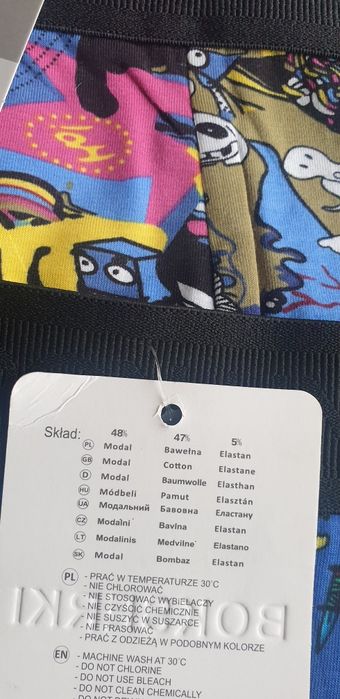 48% 47% 5%
Skład:
PL Modal Bawełna Elastan
GB Modal Cotton Elastane
D Modal Baumwolle Elasthan
HU Módbeli Pamut Elasztán
UA Модальний Бавовна Еластану
CZ Modalní Bavlna Elastan
LT Modalinis Medvilnė Elastano
SK Modal Bombaz Elastan
PL - PRAĆ W TEMPERATURZE 30°C
- NIE CHLOROWAĆ
- NIE STOSOWAĆ WYBIELACZY
- NIE CZYŚCIĆ CHEMICZNIE
- NIE SUSZYĆ W SUSZARCE
- NIE PRASOWAĆ
- PRAĆ Z ODZIEŻĄ W PODOBNYM KOLORZE
EN - MACHINE WASH AT 30°C
- DO NOT CHLORINE
- DO NOT USE BLEACH
- DO NOT CLEAN CHEMICALLY